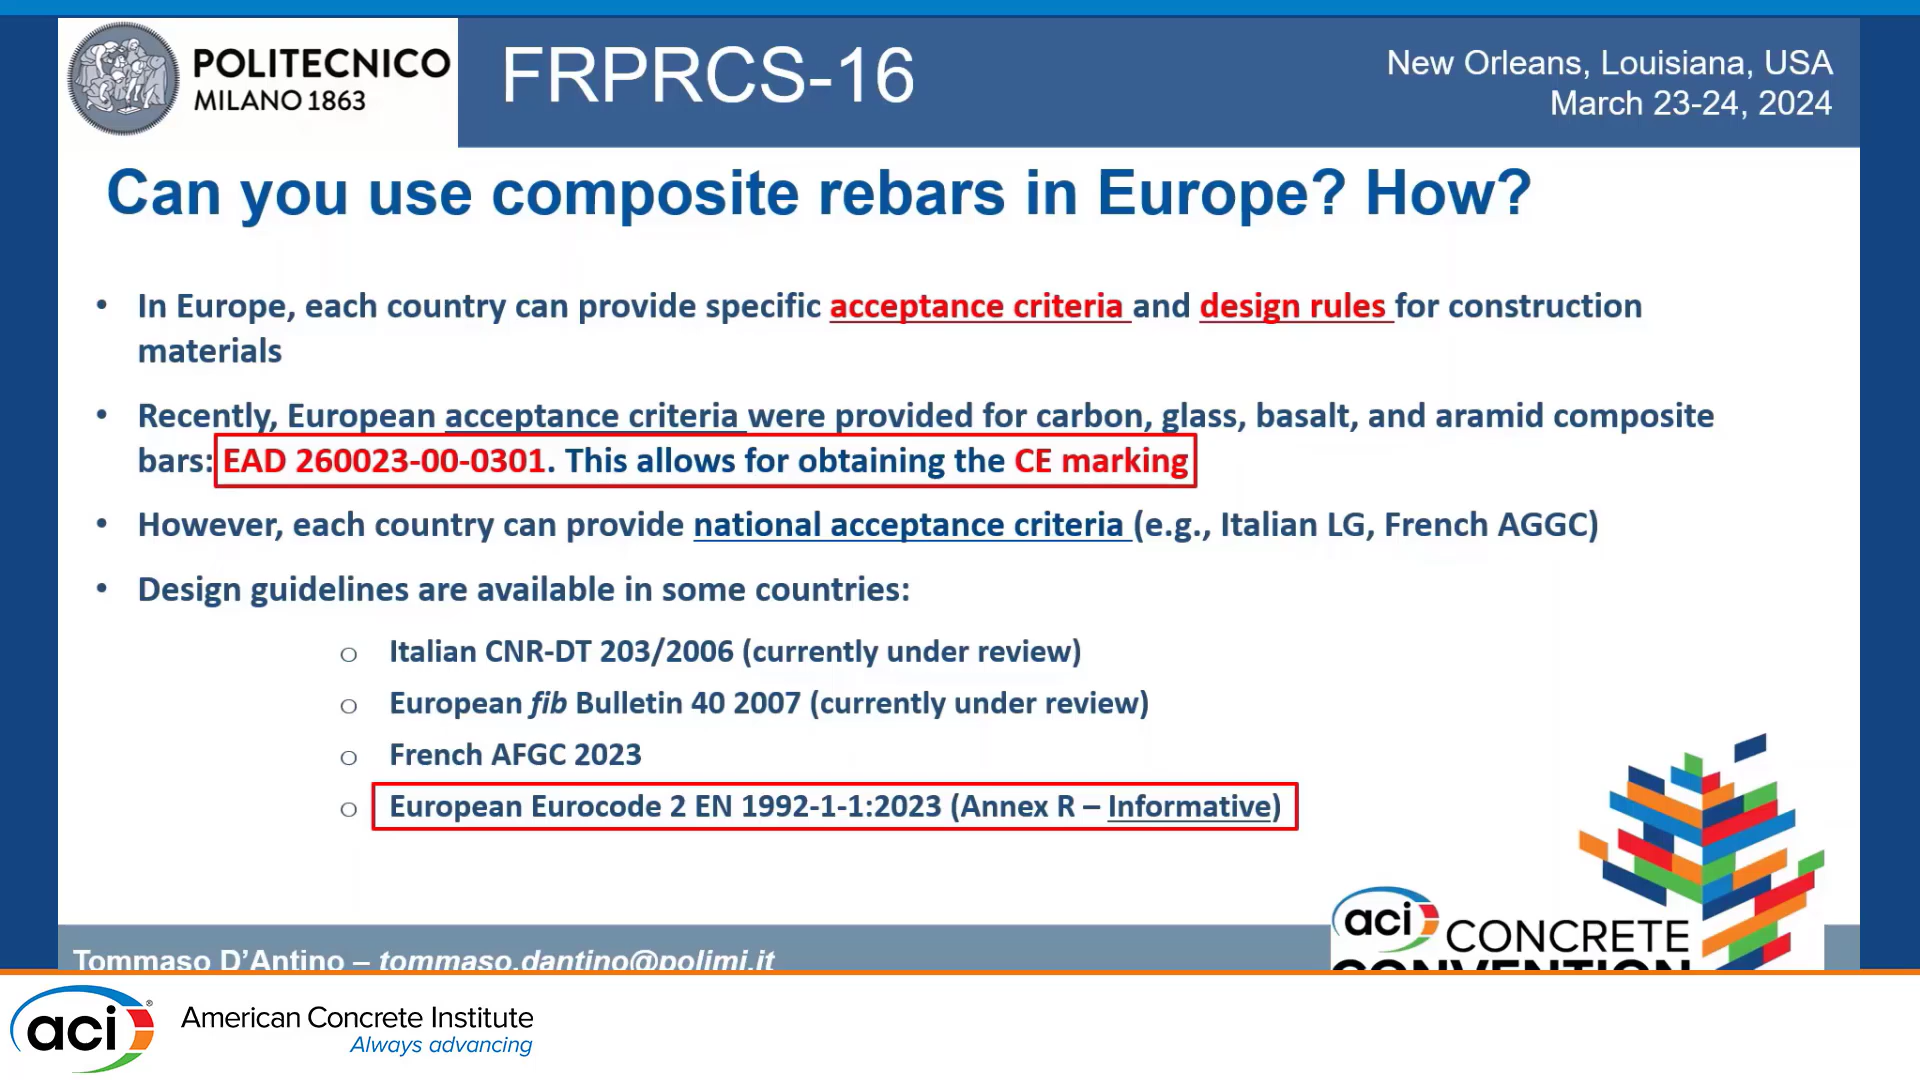 POLITECNICO
MILANO 1863
FRPRCS-16
New Orleans, Louisiana, USA
March 23-24, 2024
Can you use composite rebars in Europe? How?
• In Europe, each country can provide specific acceptance criteria and design rules for construction
materials
• Recently, European acceptance criteria were provided for carbon, glass, basalt, and aramid composite
bars: EAD 260023-00-0301. This allows for obtaining the CE marking
• However, each country can provide national acceptance criteria (e.g., Italian LG, French AGGC)
• Design guidelines are available in some countries:
o Italian CNR-DT 203/2006 (currently under review)
o European fib Bulletin 40 2007 (currently under review)
o French AFGC 2023
o European Eurocode 2 EN 1992-1-1:2023 (Annex R – Informative)
Tommaso D'Antino – tommaso.dantino@polimi.it
aci CONCRETE
CONVENTION
aci® American Concrete Institute
Always advancing